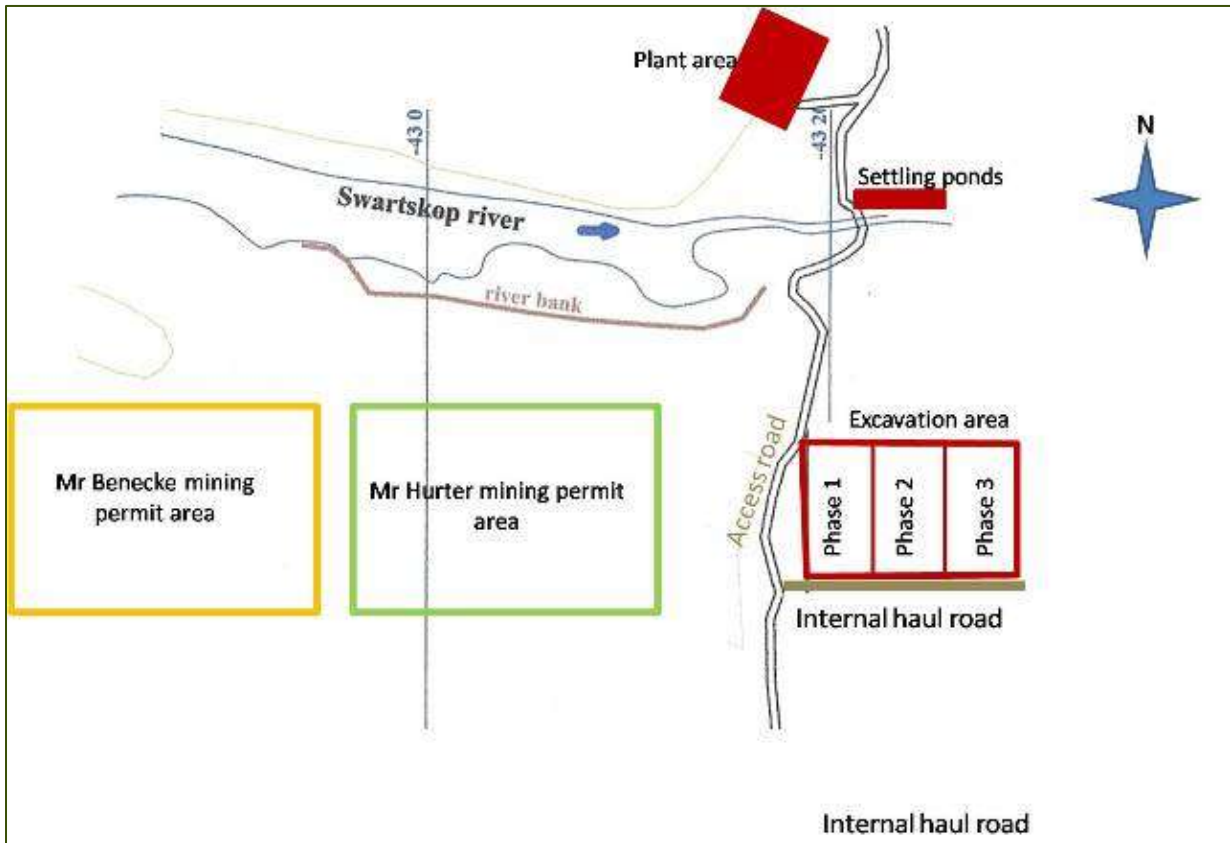 Plant area
-43 0
-43 20
N
Settling ponds
Swartskop river
river bank
Excavation area
Mr Benecke mining
permit area
Mr Hurter mining permit
area
Access road
Phase 1
Phase 2
Phase 3
Internal haul road
Internal haul road